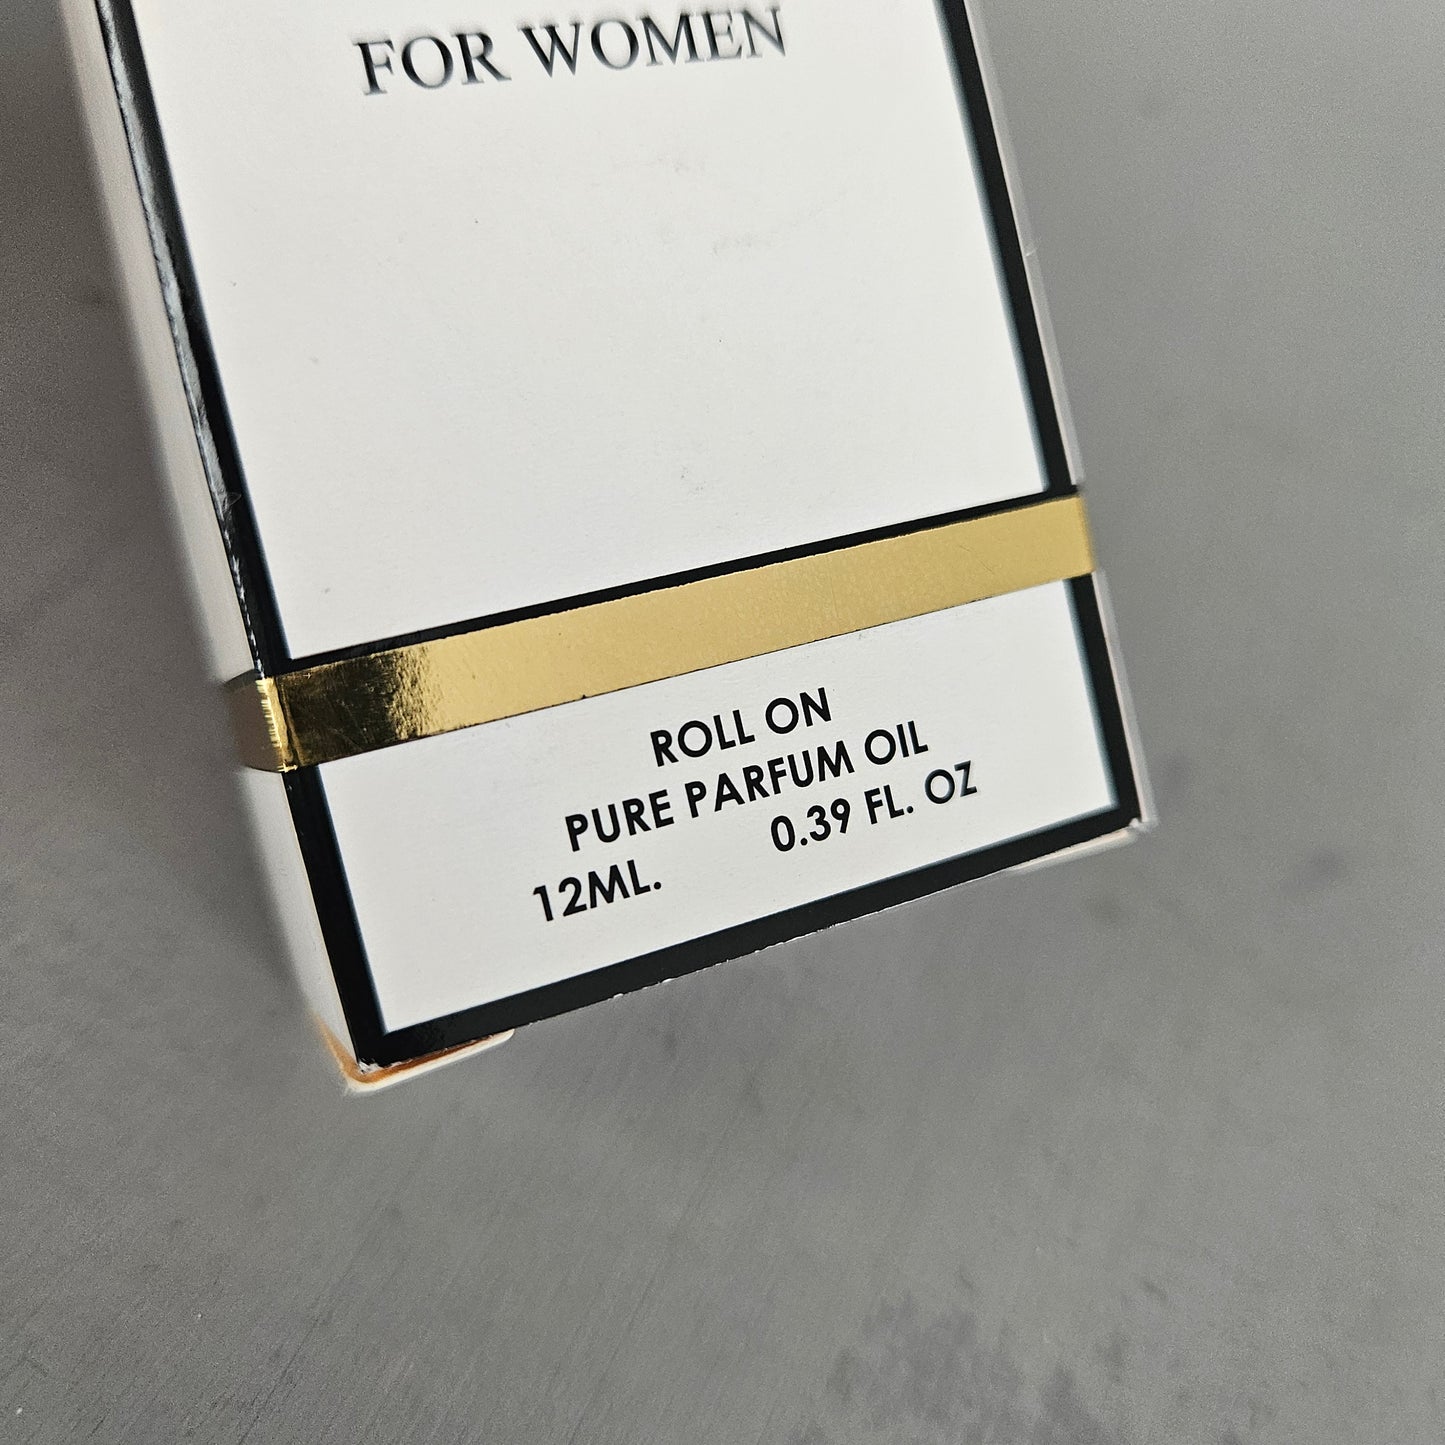 FOR WOMEN
ROLL ON
PURE PARFUM OIL
12ML. 0.39 FL. OZ